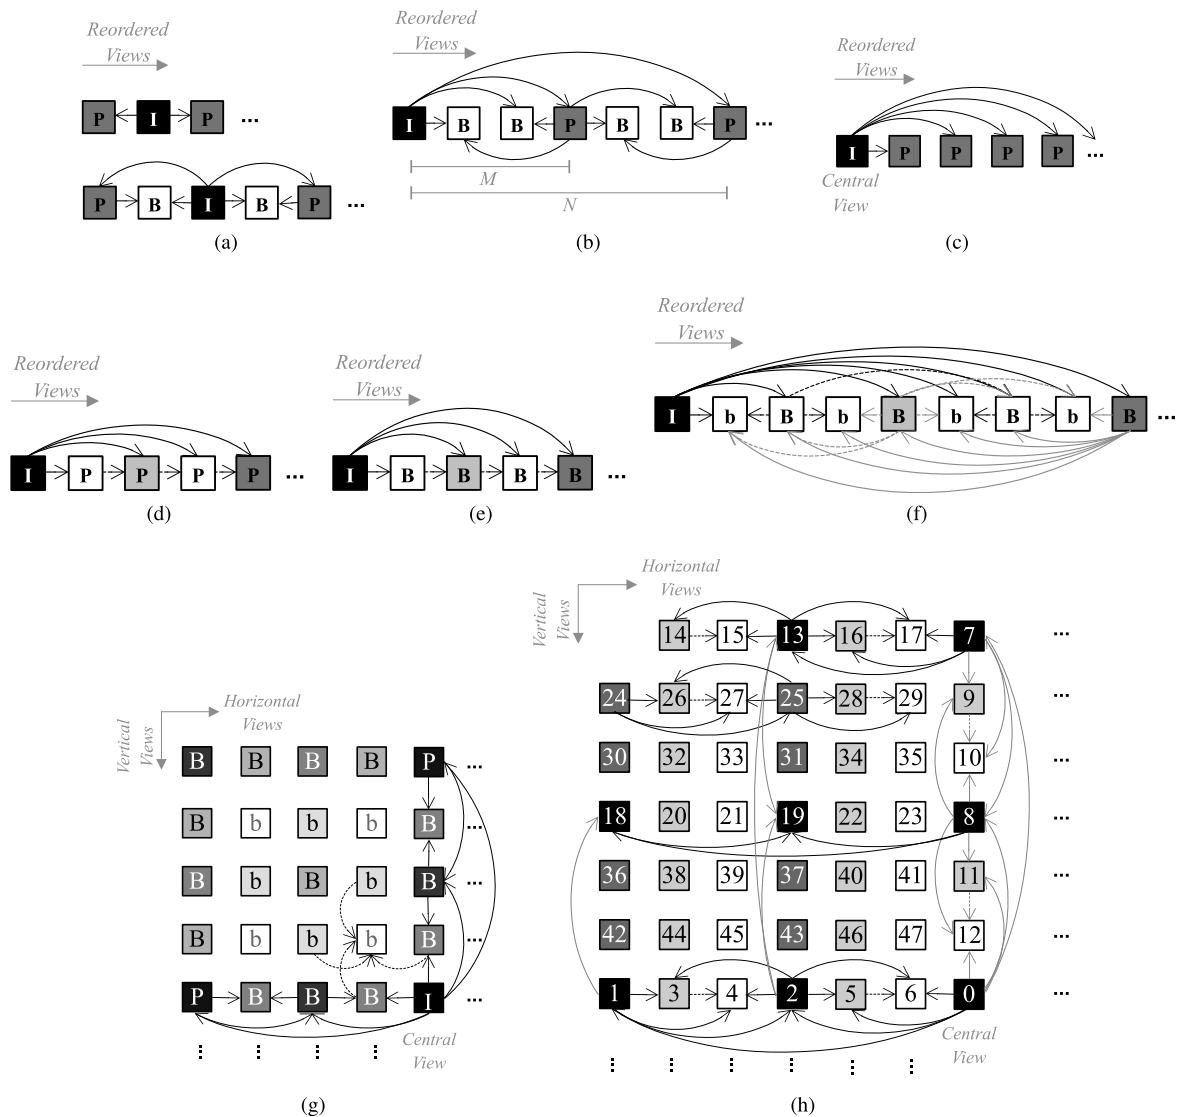 Reordered
Views
P I P ...
P B I B P ...
(a)
Reordered
Views
I B B P B B P ...
M
N
(b)
Reordered
Views
I P P P P ...
Central
View
(c)
Reordered
Views
I P P P P ...
(d)
Reordered
Views
I B B B B ...
(e)
Reordered
Views
I b B b B b B b B ...
(f)
Horizontal
Views
Vertical
Views
B B B B P ...
B b b b B ...
B b B b B ...
B b b b B ...
P B B B I ...
Central
View
(g)
Horizontal
Views
Vertical
Views
14 15 13 16 17 7 ...
24 26 27 25 28 29 9 ...
30 32 33 31 34 35 10
18 20 21 19 22 23 8 ...
36 38 39 37 40 41 11 ...
42 44 45 43 46 47 12
1 3 4 2 5 6 0 ...
Central
View
(h)